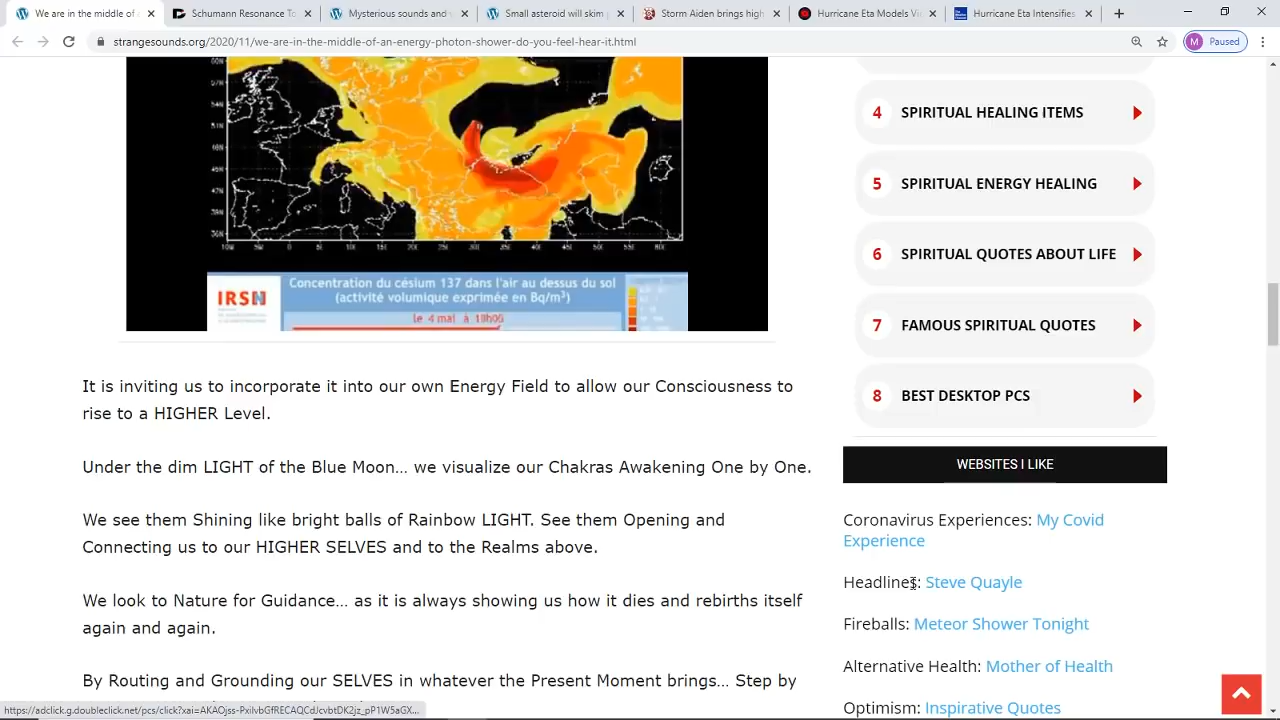 We are in the middle of
Schumann Resonance To
Mysterious sounds and
Small asteroid will skim
Storm Aiden brings high
Hurricane Eta Models V
Hurricane Eta Intensifies
strangesounds.org/2020/11/we-are-in-the-middle-of-an-energy-photon-shower-do-you-feel-hear-it.html
M Paused
IRSN
Concentration du césium 137 dans l'air au dessus du sol
(activité volumique exprimée en Bq/m³)
le 4 mai à 18h00
It is inviting us to incorporate it into our own Energy Field to allow our Consciousness to
rise to a HIGHER Level.
Under the dim LIGHT of the Blue Moon… we visualize our Chakras Awakening One by One.
We see them Shining like bright balls of Rainbow LIGHT. See them Opening and
Connecting us to our HIGHER SELVES and to the Realms above.
We look to Nature for Guidance… as it is always showing us how it dies and rebirths itself
again and again.
By Routing and Grounding our SELVES in whatever the Present Moment brings… Step by
4 SPIRITUAL HEALING ITEMS
5 SPIRITUAL ENERGY HEALING
6 SPIRITUAL QUOTES ABOUT LIFE
7 FAMOUS SPIRITUAL QUOTES
8 BEST DESKTOP PCS
WEBSITES I LIKE
Coronavirus Experiences: My Covid
Experience
Headlines: Steve Quayle
Fireballs: Meteor Shower Tonight
Alternative Health: Mother of Health
Optimism: Inspirative Quotes